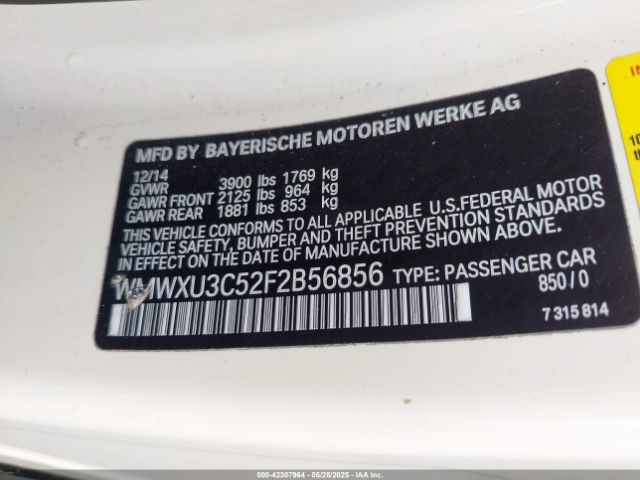 MFD BY BAYERISCHE MOTOREN WERKE AG
12/14
GVWR 3900 lbs 1769 kg
GAWR FRONT 2125 lbs 964 kg
GAWR REAR 1881 lbs 853 kg
THIS VEHICLE CONFORMS TO ALL APPLICABLE U.S.FEDERAL MOTOR
VEHICLE SAFETY, BUMPER AND THEFT PREVENTION STANDARDS
IN EFFECT ON THE DATE OF MANUFACTURE SHOWN ABOVE.
WMWXU3C52F2B56856 TYPE: PASSENGER CAR
850/0
7 315 814
000-42307964 - 05/28/2025 - COPYRIGHT IAA